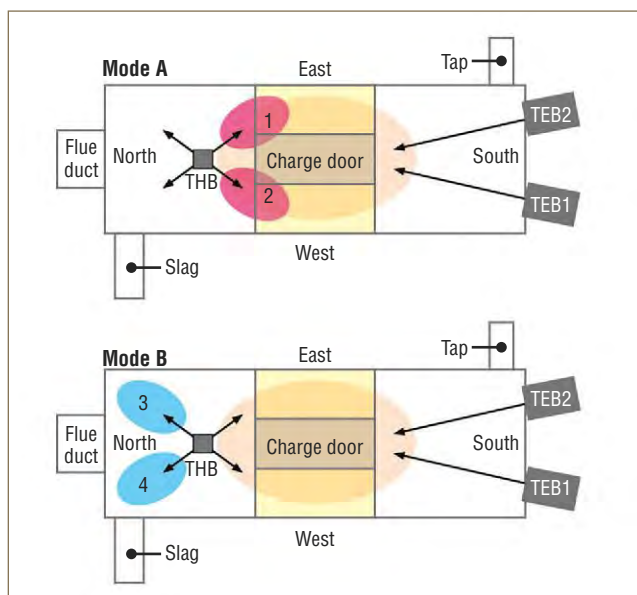 Mode A
East
Tap
TEB2
1
Flue
duct
North
THB
Charge door
South
2
TEB1
West
Slag
Mode B
East
Tap
TEB2
3
Flue
duct
North
THB
Charge door
South
4
TEB1
West
Slag